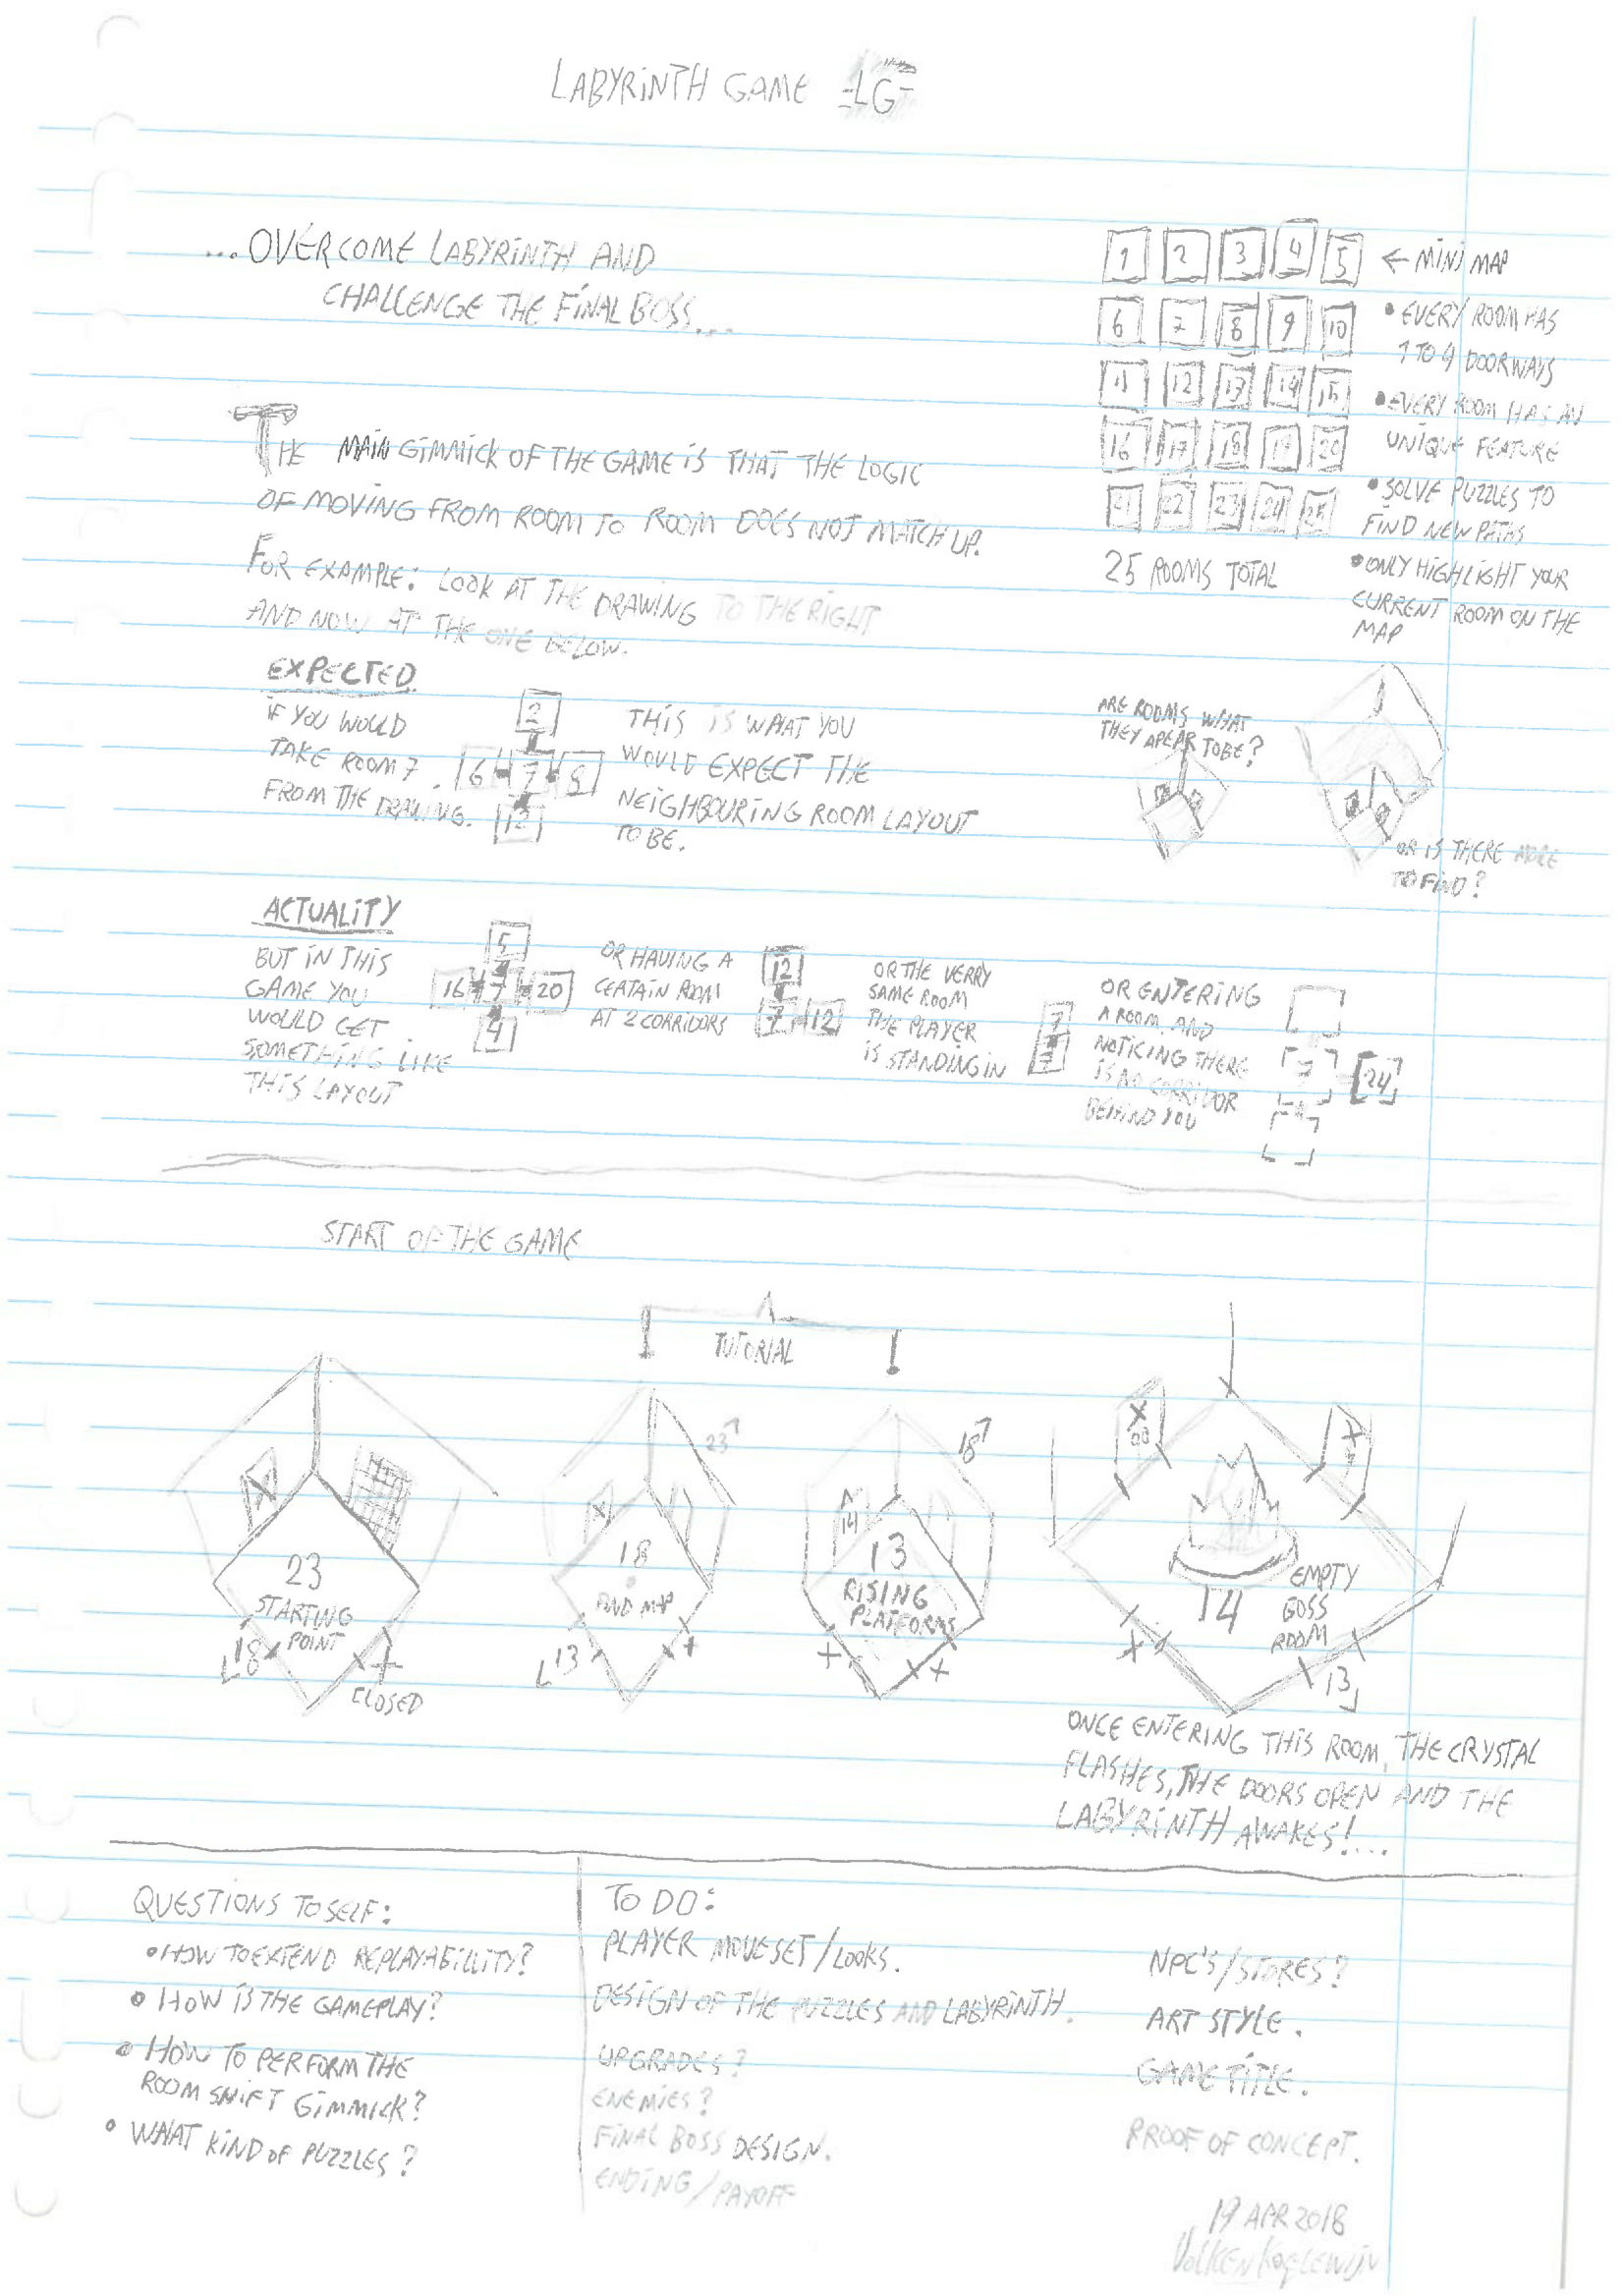 LABYRINTH GAME -LG-
...OVERCOME LABYRINTH AND
CHALLENGE THE FINAL BOSS...
1 2 3 4 5 ← MINI MAP
6 7 8 9 10
11 12 13 14 15
16 17 18 19 20
21 22 23 24 25
25 ROOMS TOTAL
• EVERY ROOM HAS
1 TO 4 DOORWAYS
• EVERY ROOM HAS AN
UNIQUE FEATURE
• SOLVE PUZZLES TO
FIND NEW PATHS
• ONLY HIGHLIGHT YOUR
CURRENT ROOM ON THE
MAP
THE MAIN GIMMICK OF THE GAME IS THAT THE LOGIC
OF MOVING FROM ROOM TO ROOM DOES NOT MATCH UP.
FOR EXAMPLE: LOOK AT THE DRAWING TO THE RIGHT
AND NOW AT THE ONE BELOW.
EXPECTED
IF YOU WOULD
TAKE ROOM 7
FROM THE DRAWING.
2
6 7 8
12
THIS IS WHAT YOU
WOULD EXPECT THE
NEIGHBOURING ROOM LAYOUT
TO BE.
ARE ROOMS WHAT
THEY APEAR TO BE?
OR IS THERE MORE
TO FIND?
ACTUALITY
BUT IN THIS
GAME YOU
WOULD GET
SOMETHING LIKE
THIS LAYOUT
5
16 7 20
4
OR HAVING A
CEATAIN ROOM
AT 2 CORRIDORS
12
7 12
OR THE VERRY
SAME ROOM
THE PLAYER
IS STANDING IN
7
7
OR ENTERING
A ROOM AND
NOTICING THERE
IS NO CORRIDOR
BEHIND YOU
7 24
START OF THE GAME
TUTORIAL
X
23
STARTING
POINT
18
X
CLOSED
23
X
18
FIND MAP
13
X
18
14
13
RISING
PLATFORMS
X
X
X
X
14
EMPTY
BOSS
ROOM
X
13
ONCE ENTERING THIS ROOM, THE CRYSTAL
FLASHES, THE DOORS OPEN AND THE
LABYRINTH AWAKES!....
QUESTIONS TO SELF:
• HOW TO EXTEND REPLAYABILLITY?
• HOW IS THE GAMEPLAY?
• HOW TO PERFORM THE
ROOM SHIFT GIMMICK?
• WHAT KIND OF PUZZLES?
TO DO:
PLAYER MOVESET/LOOKS.
DESIGN OF THE PUZZLES AND LABYRINTH.
UPGRADES?
ENEMIES?
FINAL BOSS DESIGN.
ENDING/PAYOFF
NPC'S/STORES?
ART STYLE.
GAME TITLE.
PROOF OF CONCEPT.
19 APR 2018